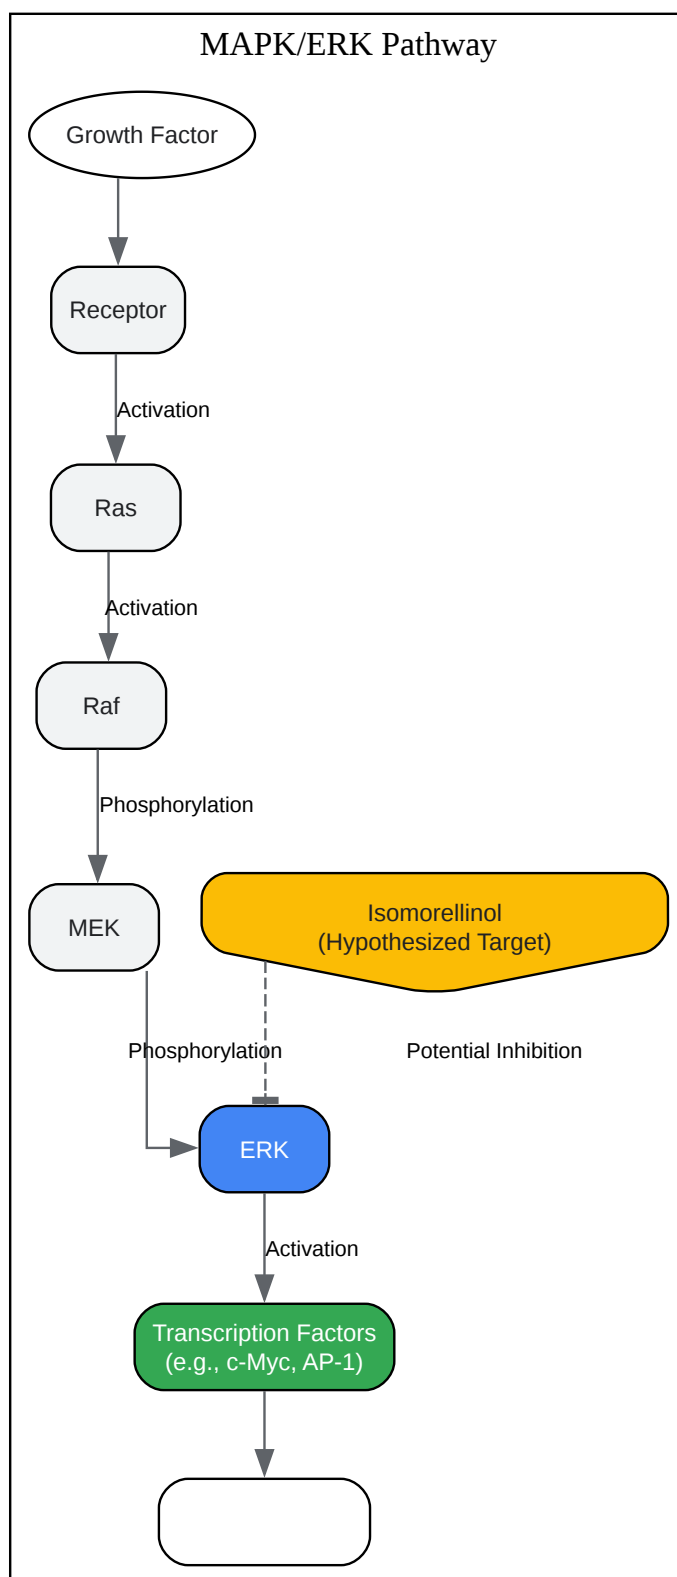 MAPK/ERK Pathway
Growth Factor
Receptor
Activation
Ras
Activation
Raf
Phosphorylation
MEK
Isomorellinol
(Hypothesized Target)
Phosphorylation
Potential Inhibition
ERK
Activation
Transcription Factors
(e.g., c-Myc, AP-1)